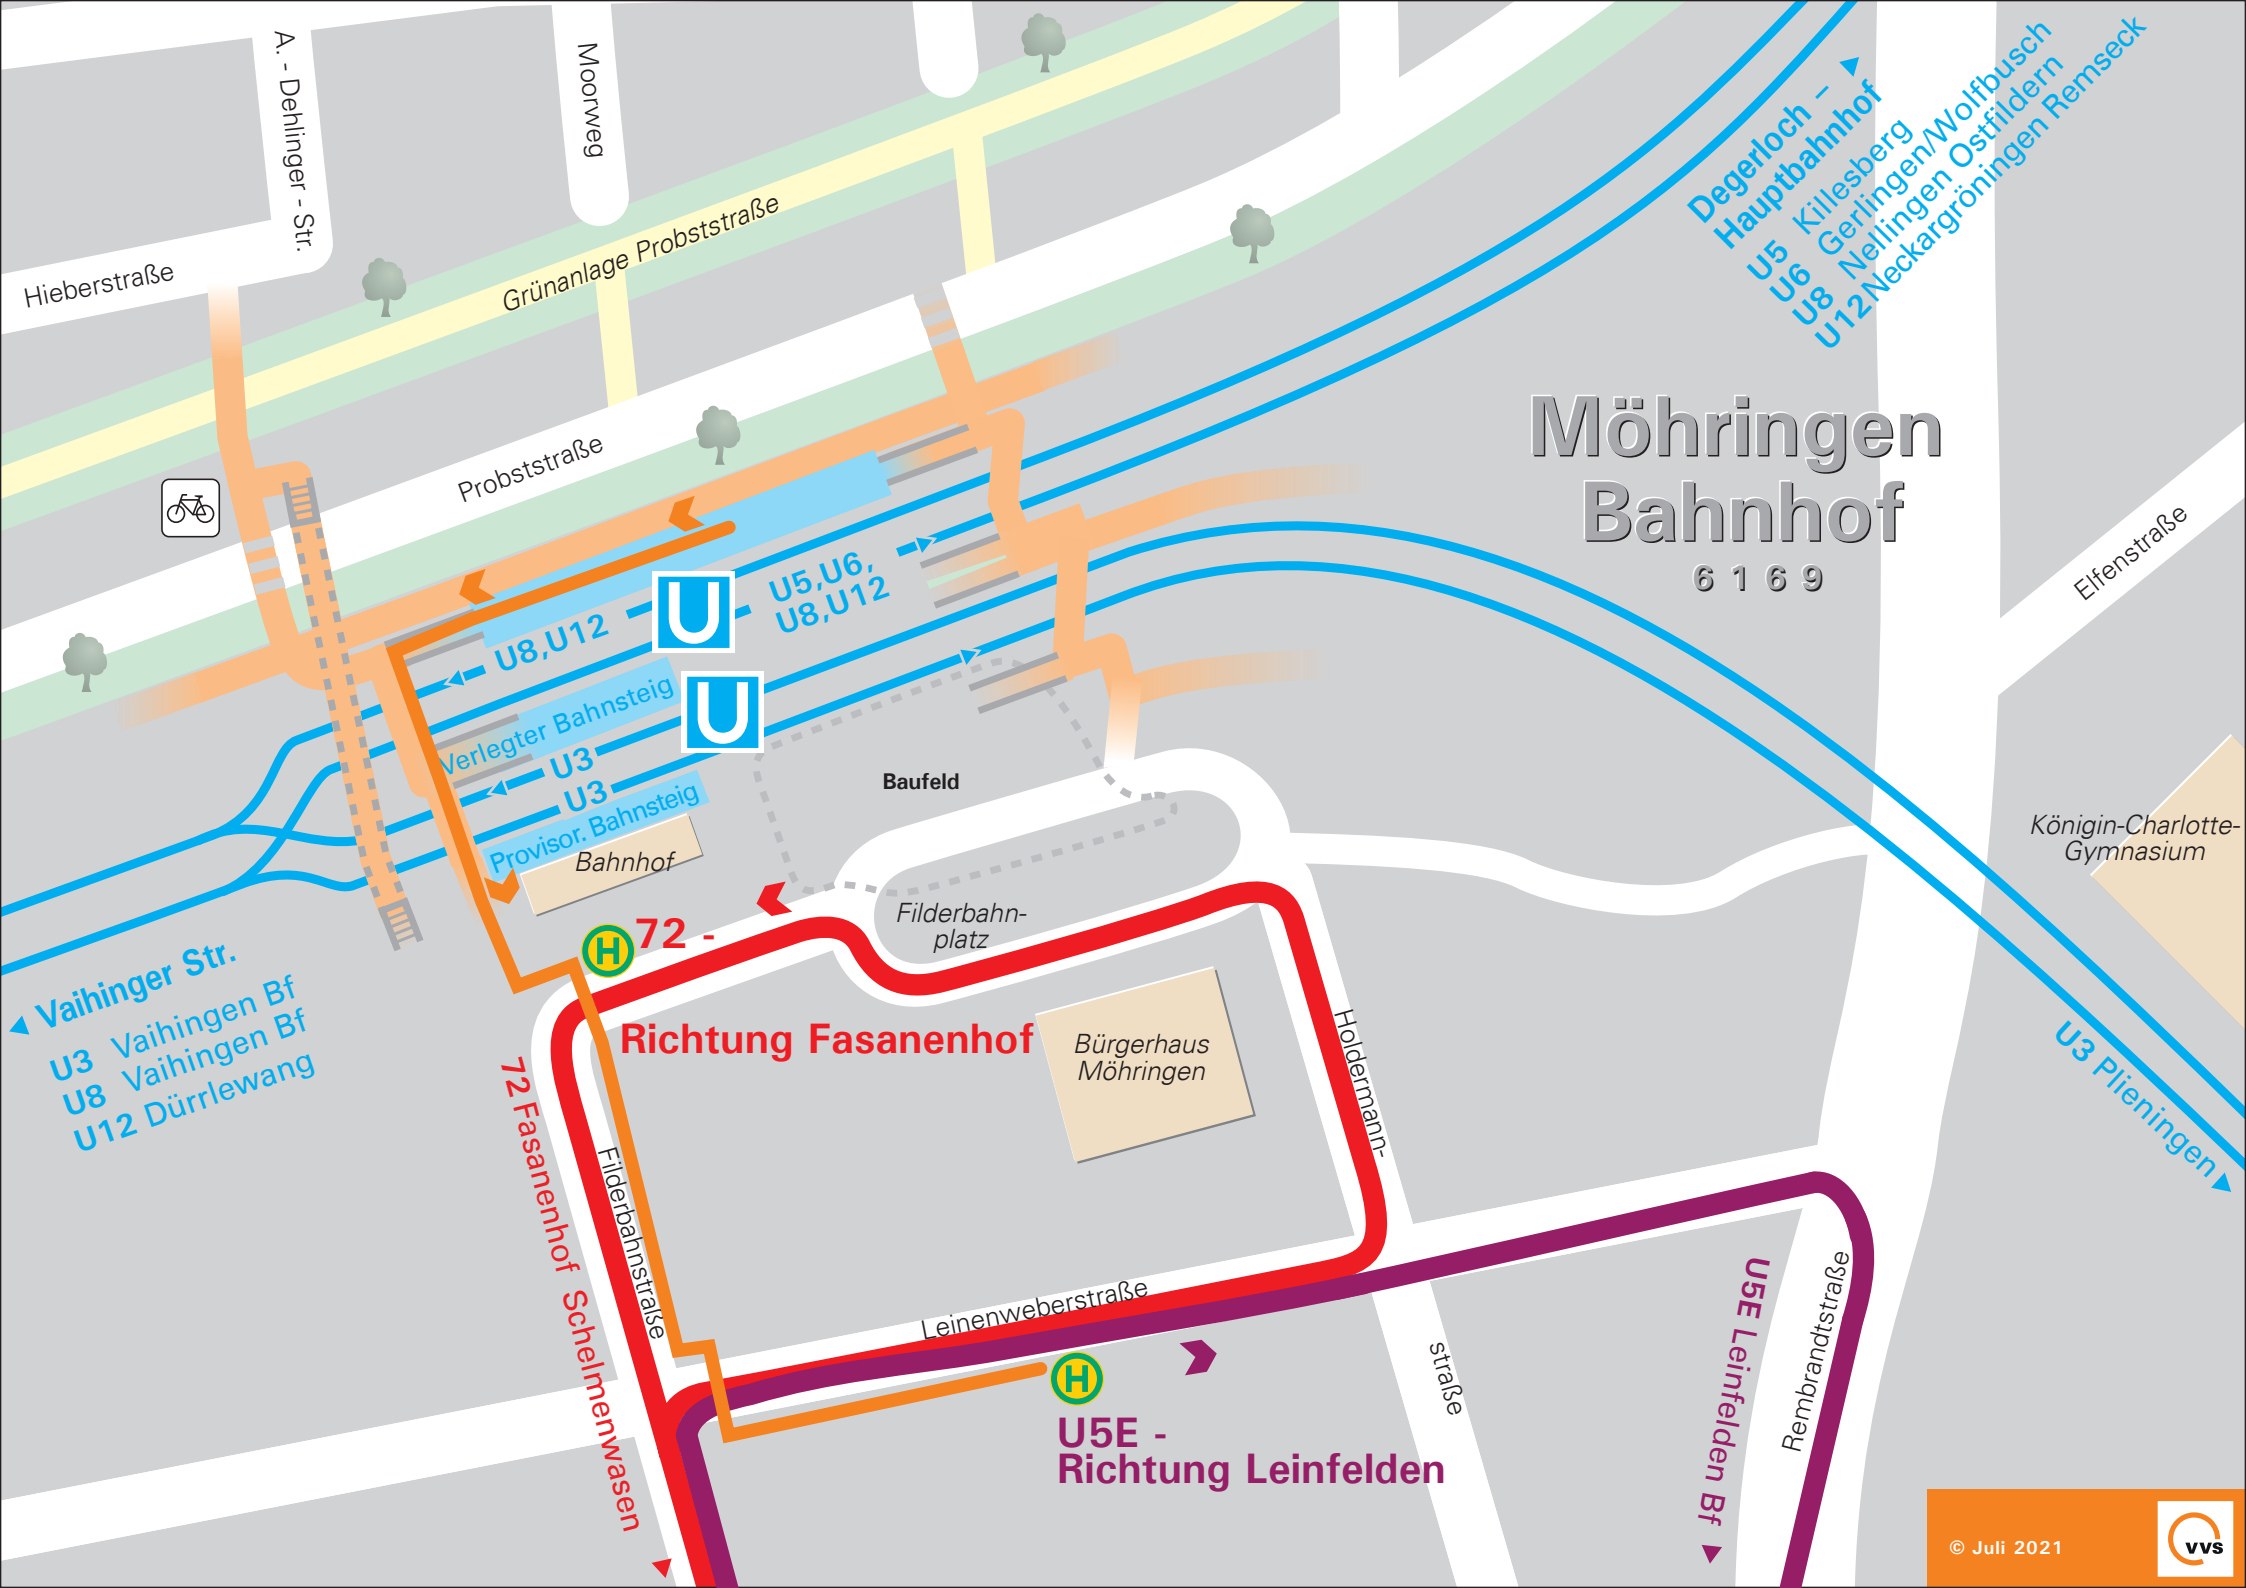 A. - Dehlinger - Str.
Moorweg
Hieberstraße
Grünanlage Probststraße
Probststraße
Degerloch –
Hauptbahnhof
U5 Killesberg
U6 Gerlingen/Wolfbusch
U8 Nellingen Ostfildern
U12 Neckargröningen Remseck
Möhringen
Bahnhof
6169
Elfenstraße
U5,U6,
U8,U12
U8,U12
U
U
Verlegter Bahnsteig
U3
U3
Provisor. Bahnsteig
Bahnhof
Baufeld
Königin-Charlotte-
Gymnasium
Filderbahn-
platz
H
72 -
Richtung Fasanenhof
Vaihinger Str.
U3 Vaihingen Bf
U8 Vaihingen Bf
U12 Dürrlewang
Bürgerhaus
Möhringen
Holdermann-
straße
U3 Plieningen
72 Fasanenhof Schelmenwasen
Filderbahnstraße
Leinenweberstraße
H
U5E -
Richtung Leinfelden
U5E Leinfelden Bf
Rembrandtstraße
© Juli 2021
vvs